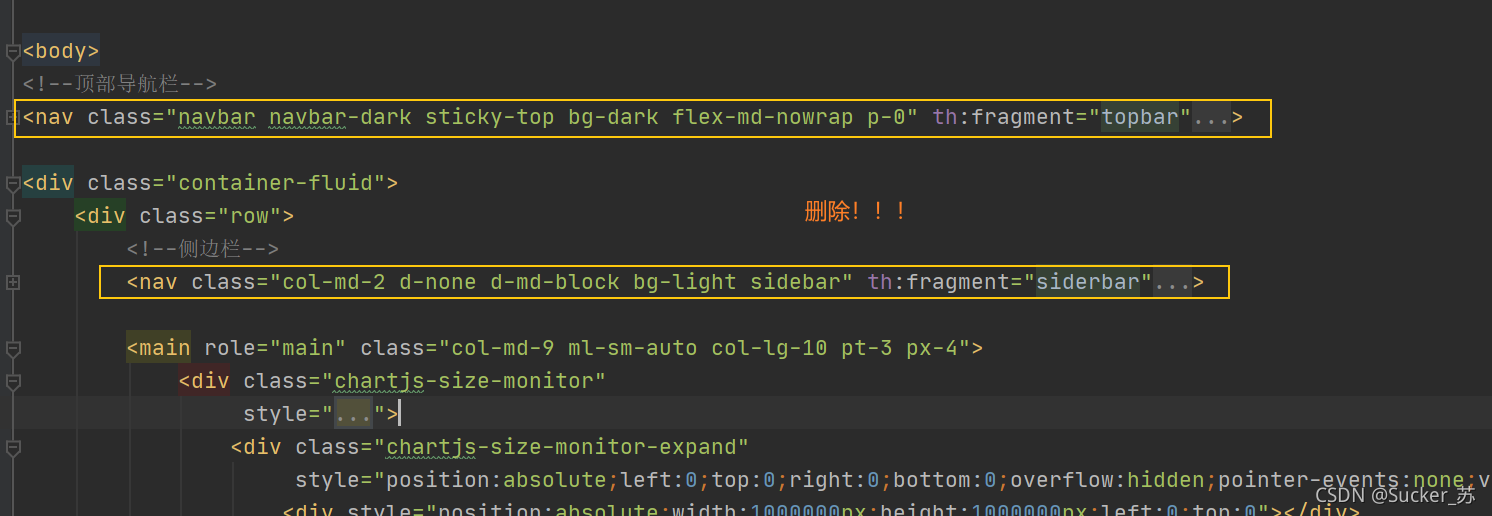 <body>
<!--顶部导航栏-->
<nav class="navbar navbar-dark sticky-top bg-dark flex-md-nowrap p-0" th:fragment="topbar"...>
<div class="container-fluid">
<div class="row">
删除！！！
<!--侧边栏-->
<nav class="col-md-2 d-none d-md-block bg-light sidebar" th:fragment="siderbar"...>
<main role="main" class="col-md-9 ml-sm-auto col-lg-10 pt-3 px-4">
<div class="chartjs-size-monitor"
style="...">
<div class="chartjs-size-monitor-expand"
style="position:absolute;left:0;top:0;right:0;bottom:0;overflow:hidden;pointer-events:none;v
CSDN @Sucker_苏
<div style="position:absolute;width:1000000px;height:1000000px;left:0;top:0"></div>